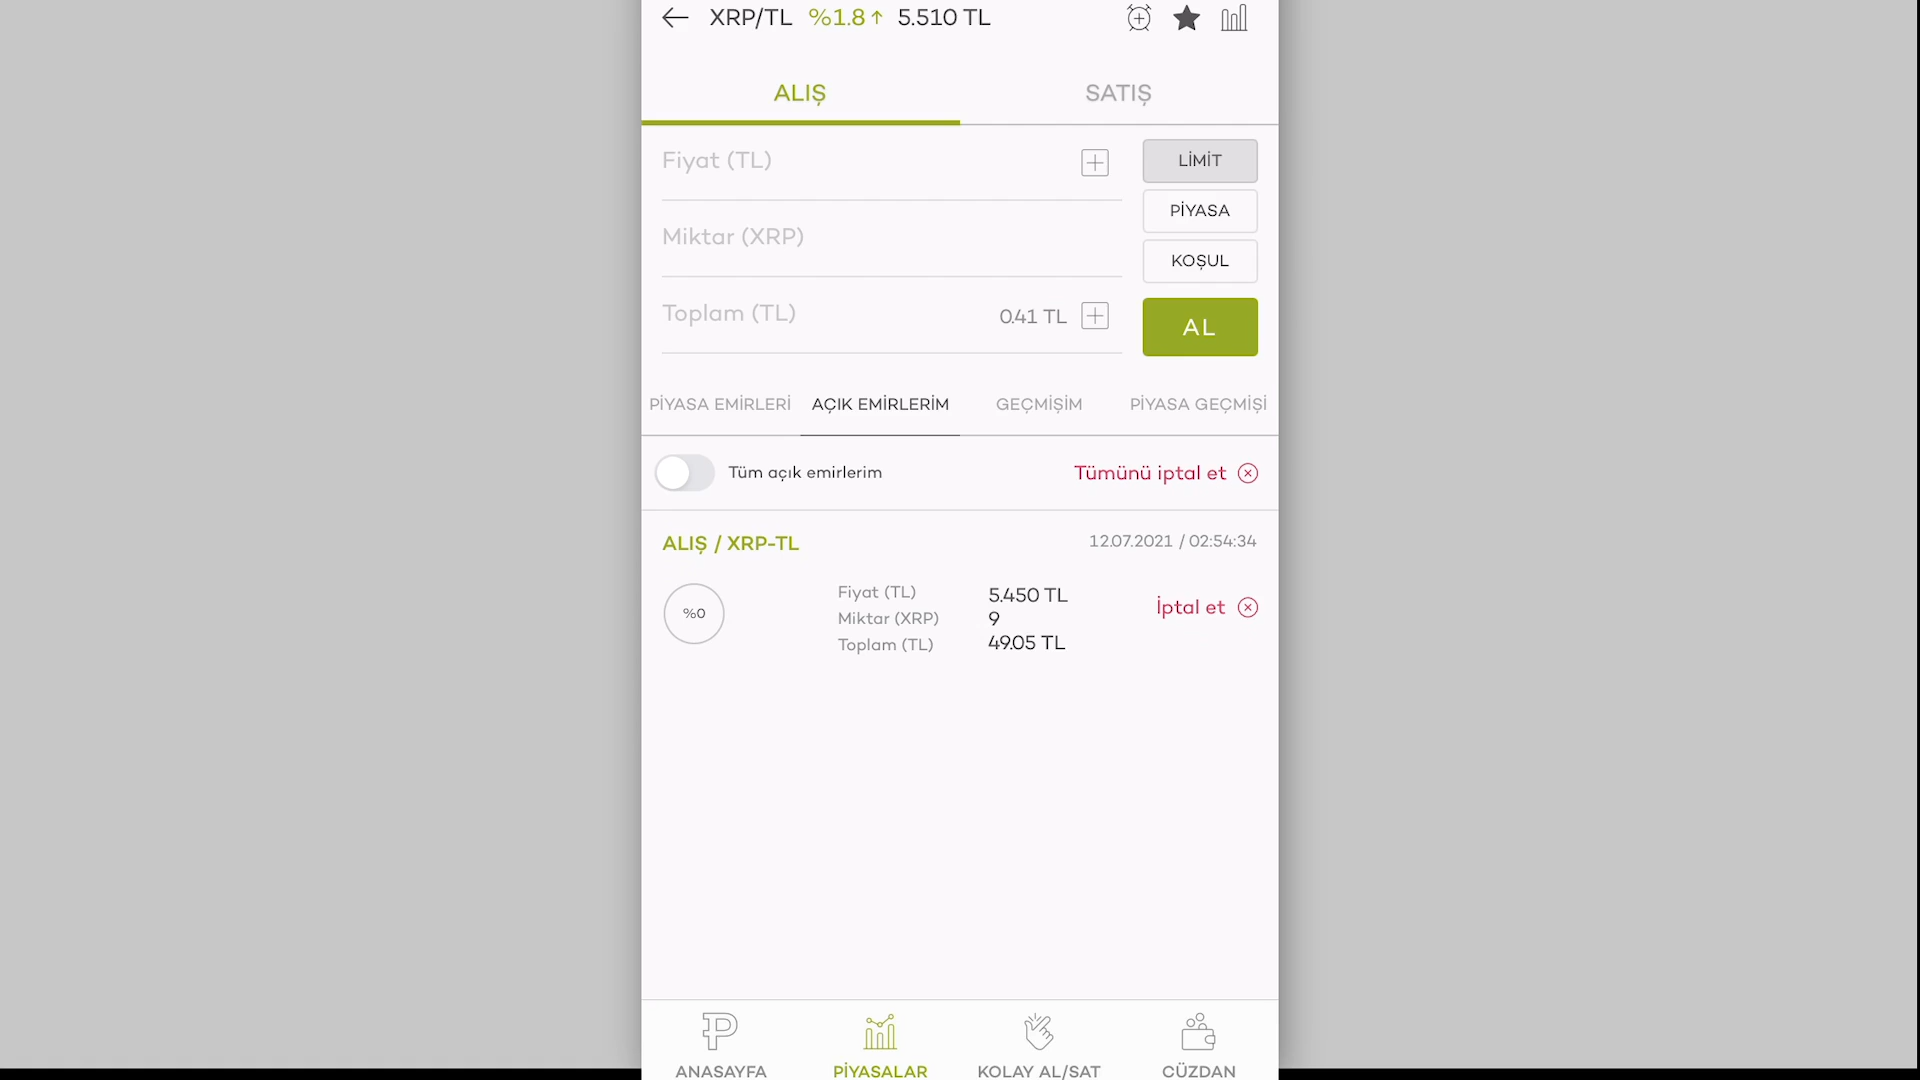 XRP/TL %1.8↑ 5.510 TL
ALIŞ SATIŞ
Fiyat (TL)
LİMİT
PİYASA
Miktar (XRP)
KOŞUL
Toplam (TL) 0.41 TL
AL
PİYASA EMİRLERİ AÇIK EMİRLERİM GEÇMİŞİM PİYASA GEÇMİŞİ
Tüm açık emirlerim Tümünü iptal et
ALIŞ / XRP-TL 12.07.2021 / 02:54:34
%0
Fiyat (TL) 5.450 TL
Miktar (XRP) 9
Toplam (TL) 49.05 TL
İptal et
ANASAYFA PİYASALAR KOLAY AL/SAT CÜZDAN